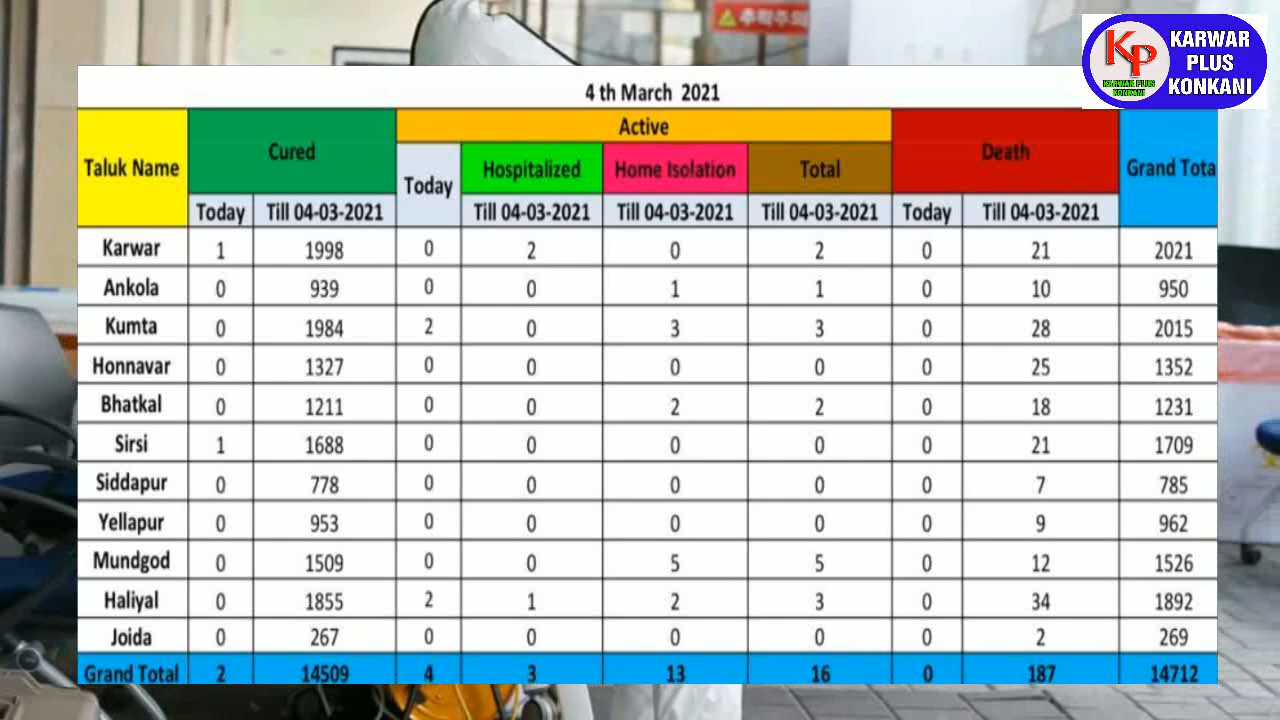 추락주의
KARWAR
PLUS
KONKANI
KP
KARWAR PLUS
KONKANI
4 th March 2021
Taluk Name Cured Active Death Grand Tota
Today Hospitalized Home Isolation Total
Today Till 04-03-2021 Till 04-03-2021 Till 04-03-2021 Till 04-03-2021 Today Till 04-03-2021
Karwar 1 1998 0 2 0 2 0 21 2021
Ankola 0 939 0 0 1 1 0 10 950
Kumta 0 1984 2 0 3 3 0 28 2015
Honnavar 0 1327 0 0 0 0 0 25 1352
Bhatkal 0 1211 0 0 2 2 0 18 1231
Sirsi 1 1688 0 0 0 0 0 21 1709
Siddapur 0 778 0 0 0 0 0 7 785
Yellapur 0 953 0 0 0 0 0 9 962
Mundgod 0 1509 0 0 5 5 0 12 1526
Haliyal 0 1855 2 1 2 3 0 34 1892
Joida 0 267 0 0 0 0 0 2 269
Grand Total 2 14509 4 3 13 16 0 187 14712